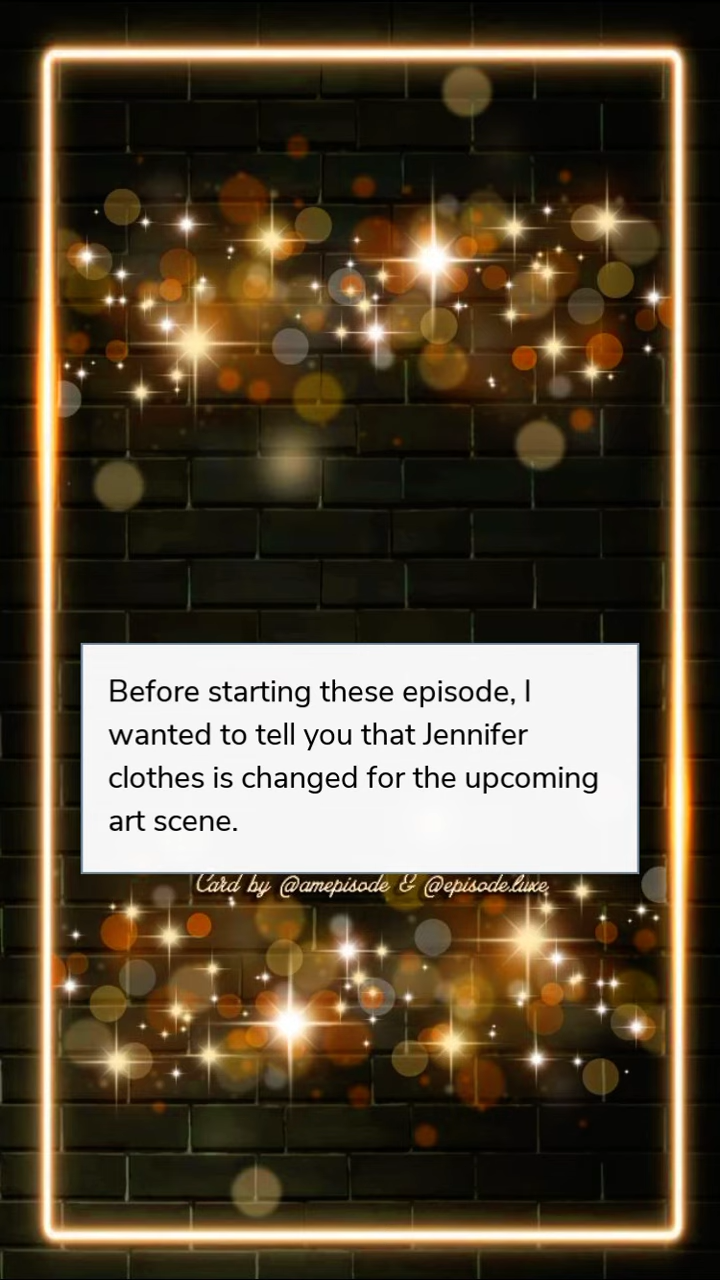 Before starting these episode, I
wanted to tell you that Jennifer
clothes is changed for the upcoming
art scene.
Card by @amepisode & @episode.luxe